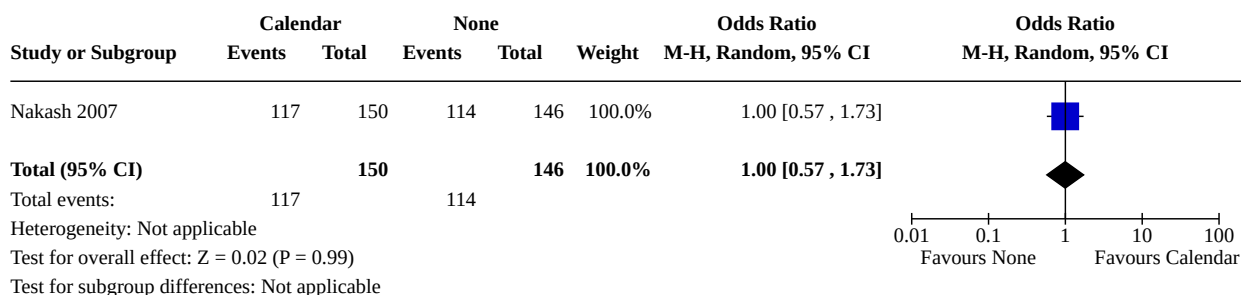 Calendar None Odds Ratio Odds Ratio
Study or Subgroup Events Total Events Total Weight M-H, Random, 95% CI M-H, Random, 95% CI
Nakash 2007 117 150 114 146 100.0% 1.00 [0.57 , 1.73]
Total (95% CI) 150 146 100.0% 1.00 [0.57 , 1.73]
Total events: 117 114
Heterogeneity: Not applicable
0.01 0.1 1 10 100
Test for overall effect: Z = 0.02 (P = 0.99) Favours None Favours Calendar
Test for subgroup differences: Not applicable